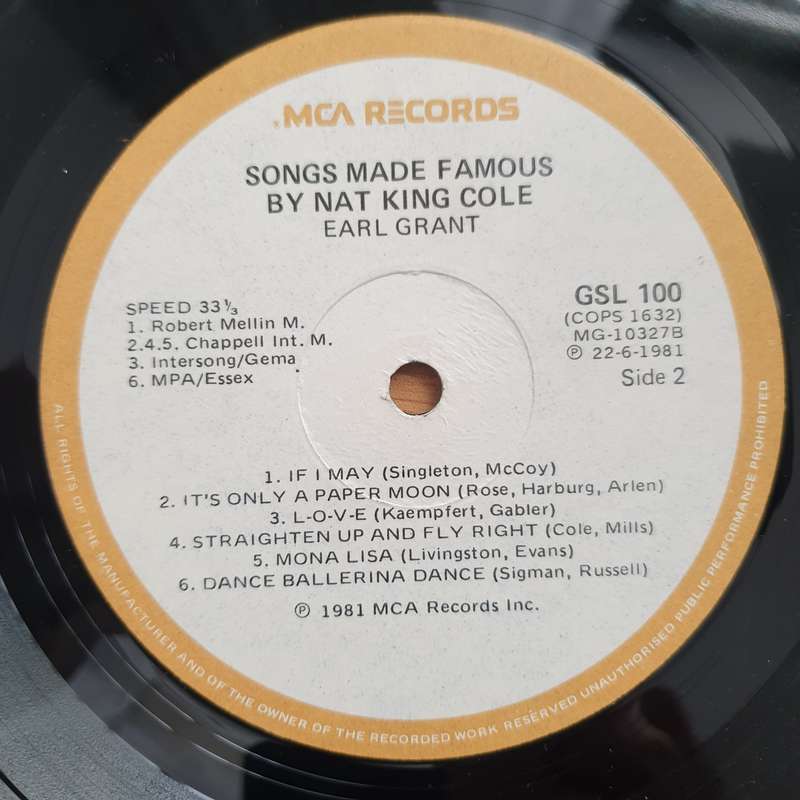 MCA RECORDS
SONGS MADE FAMOUS
BY NAT KING COLE
EARL GRANT
SPEED 33⅓
1. Robert Mellin M.
2.4.5. Chappell Int. M.
3. Intersong/Gema
6. MPA/Essex
GSL 100
(COPS 1632)
MG-10327B
℗ 22-6-1981
Side 2
1. IF I MAY (Singleton, McCoy)
2. IT'S ONLY A PAPER MOON (Rose, Harburg, Arlen)
3. L-O-V-E (Kaempfert, Gabler)
4. STRAIGHTEN UP AND FLY RIGHT (Cole, Mills)
5. MONA LISA (Livingston, Evans)
6. DANCE BALLERINA DANCE (Sigman, Russell)
℗ 1981 MCA Records Inc.
ALL RIGHTS OF THE MANUFACTURER AND OF THE OWNER OF THE RECORDED WORK RESERVED UNAUTHORISED PUBLIC PERFORMANCE PROHIBITED